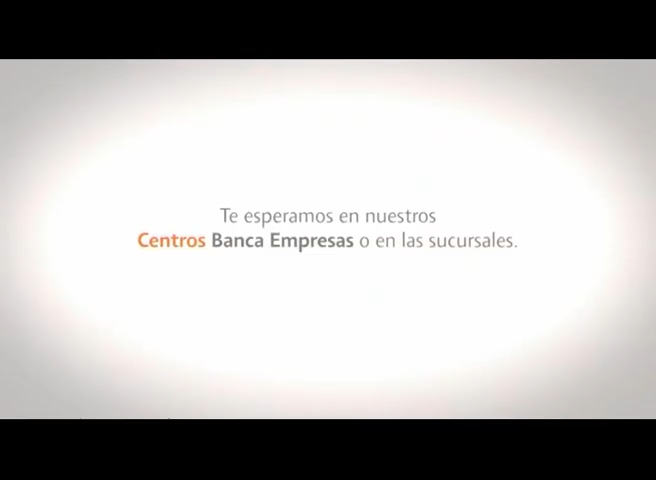 Te esperamos en nuestros
Centros Banca Empresas o en las sucursales.